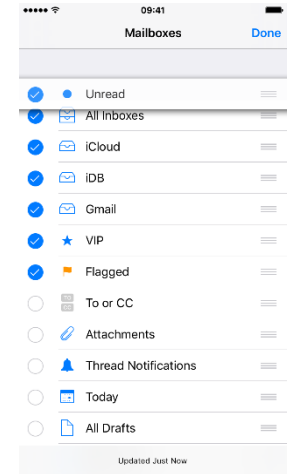 09:41
Mailboxes
Done
Unread
All Inboxes
iCloud
iDB
Gmail
VIP
Flagged
To or CC
Attachments
Thread Notifications
Today
All Drafts
Updated Just Now